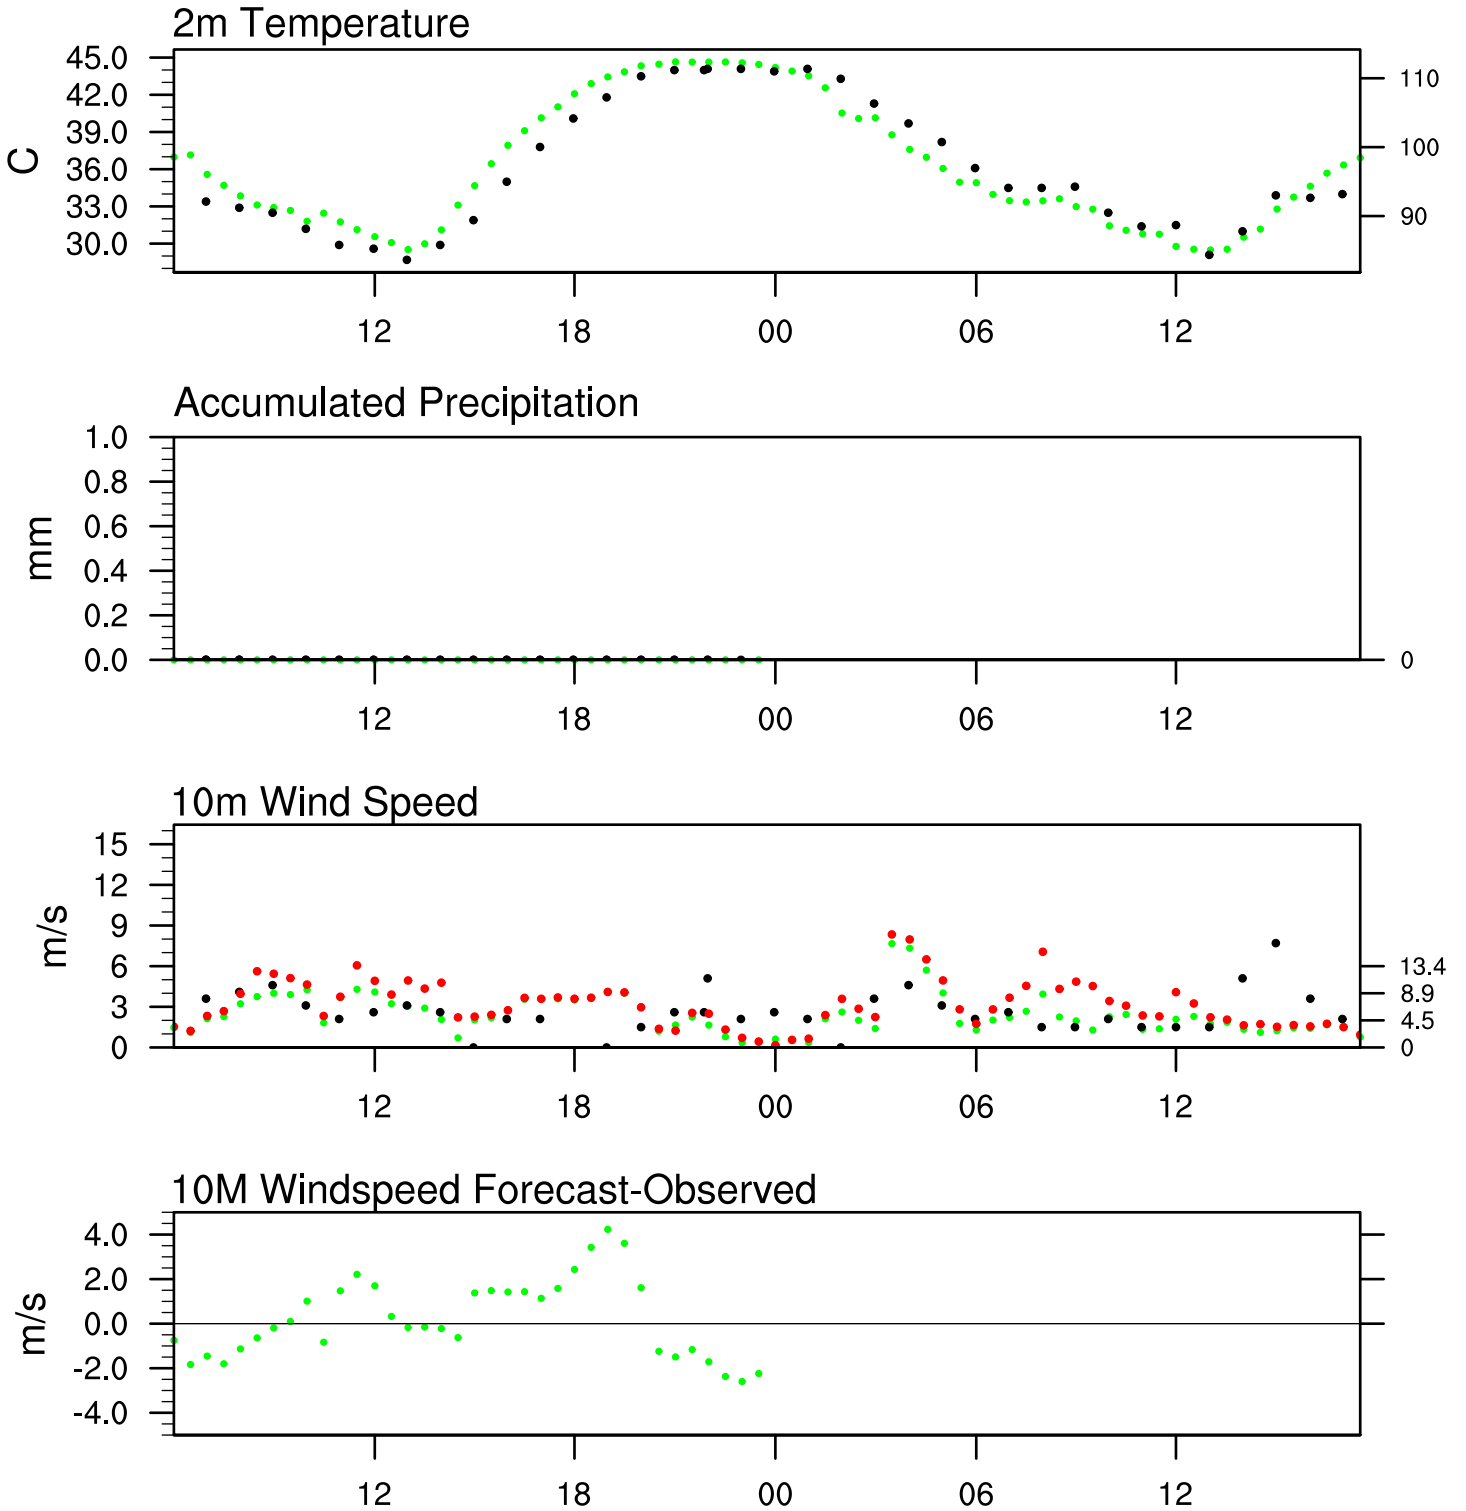 2m Temperature
45.0
42.0
39.0
36.0
33.0
30.0
C
110
100
90
12 18 00 06 12
Accumulated Precipitation
1.0
0.8
0.6
0.4
0.2
0.0
mm
0
12 18 00 06 12
10m Wind Speed
15
12
9
6
3
0
m/s
13.4
8.9
4.5
0
12 18 00 06 12
10M Windspeed Forecast-Observed
4.0
2.0
0.0
-2.0
-4.0
m/s
12 18 00 06 12